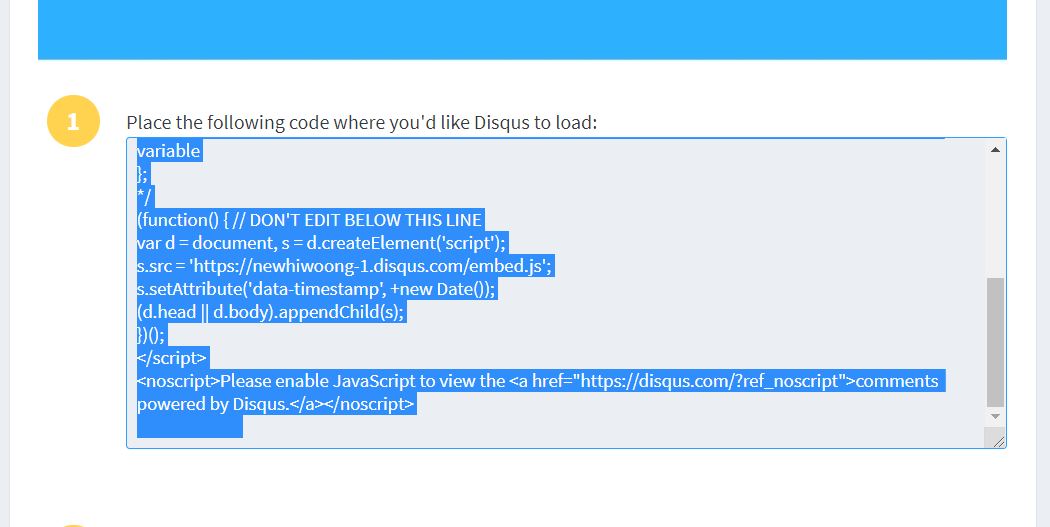 1
Place the following code where you'd like Disqus to load:
variable
};
*/
(function() { // DON'T EDIT BELOW THIS LINE
var d = document, s = d.createElement('script');
s.src = 'https://newhiwoong-1.disqus.com/embed.js';
s.setAttribute('data-timestamp', +new Date());
(d.head || d.body).appendChild(s);
})();
</script>
<noscript>Please enable JavaScript to view the <a href="https://disqus.com/?ref_noscript">comments
powered by Disqus.</a></noscript>